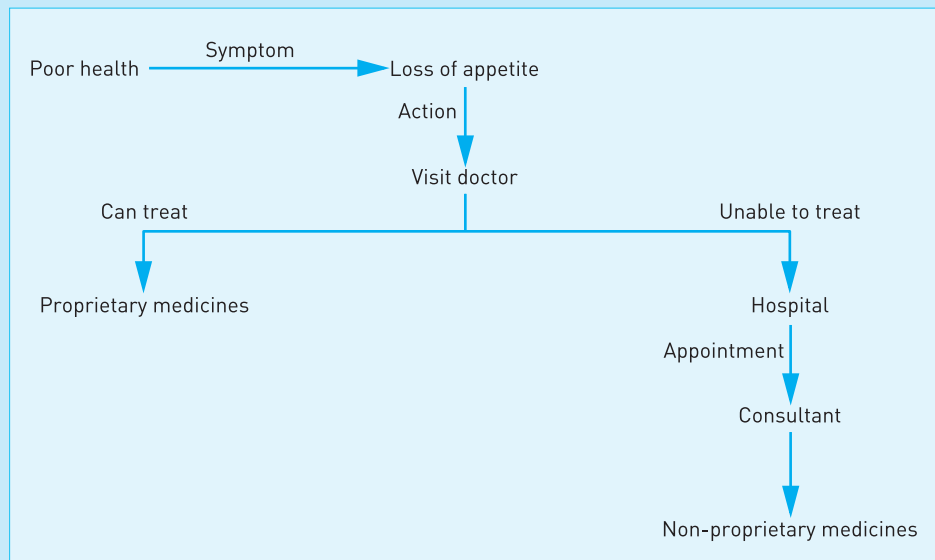 Symptom
Poor health
Loss of appetite
Action
Visit doctor
Can treat
Unable to treat
Proprietary medicines
Hospital
Appointment
Consultant
Non-proprietary medicines